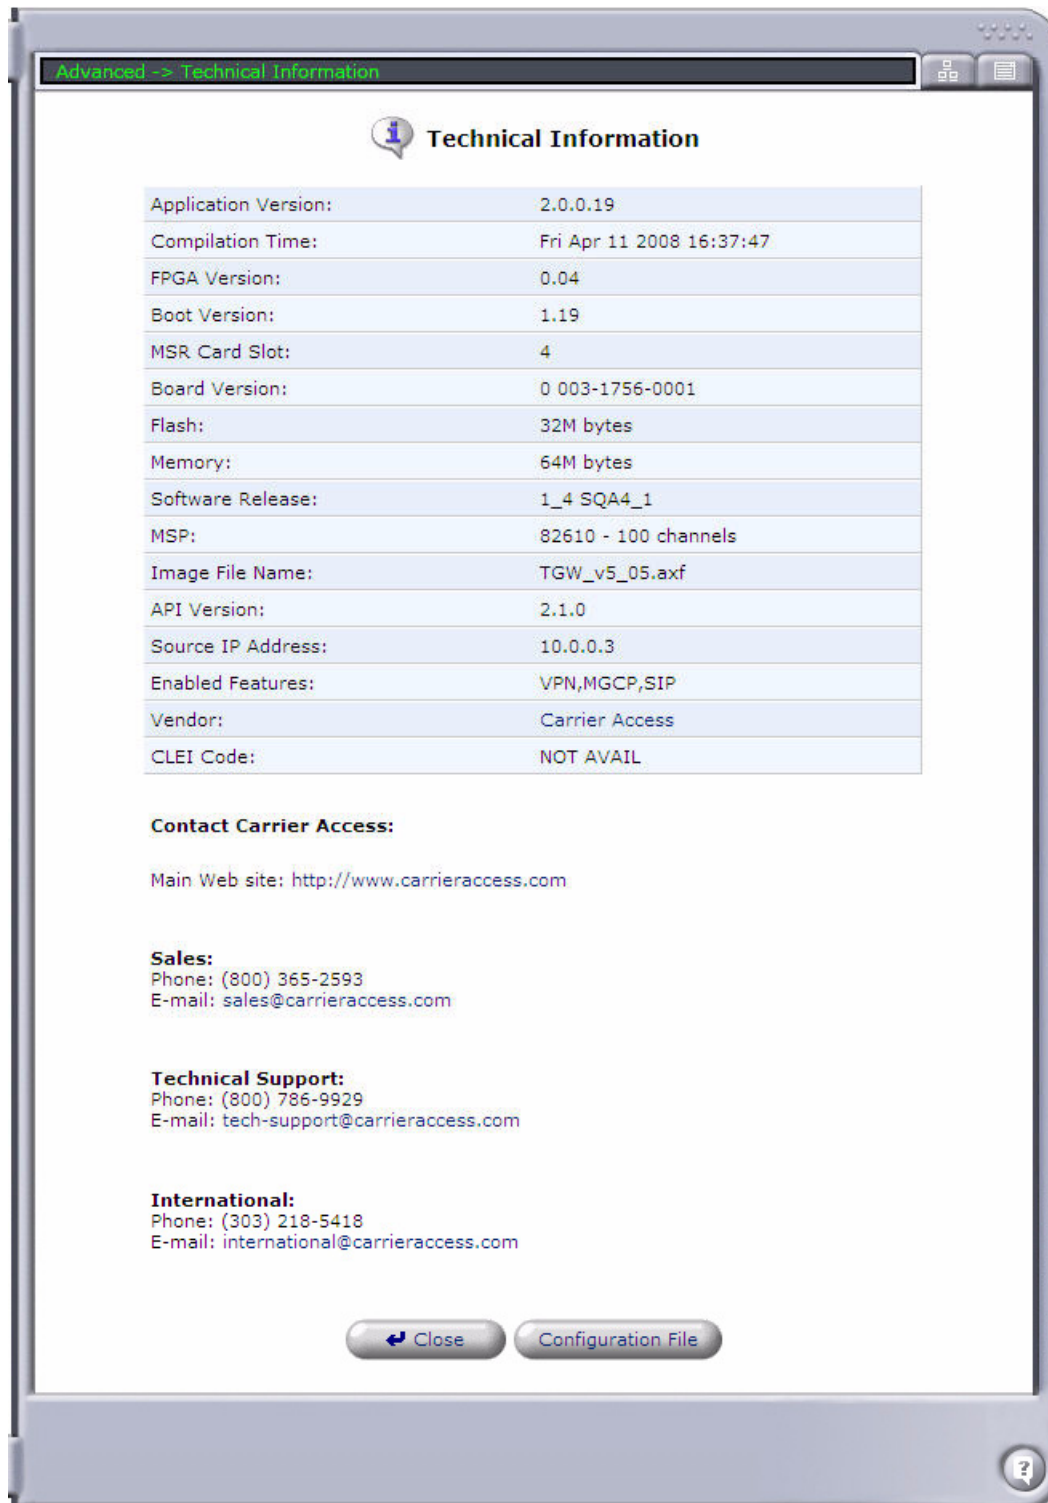 Advanced -> Technical Information
Technical Information
Application Version: 2.0.0.19
Compilation Time: Fri Apr 11 2008 16:37:47
FPGA Version: 0.04
Boot Version: 1.19
MSR Card Slot: 4
Board Version: 0 003-1756-0001
Flash: 32M bytes
Memory: 64M bytes
Software Release: 1_4 SQA4_1
MSP: 82610 - 100 channels
Image File Name: TGW_v5_05.axf
API Version: 2.1.0
Source IP Address: 10.0.0.3
Enabled Features: VPN,MGCP,SIP
Vendor: Carrier Access
CLEI Code: NOT AVAIL
Contact Carrier Access:
Main Web site: http://www.carrieraccess.com
Sales:
Phone: (800) 365-2593
E-mail: sales@carrieraccess.com
Technical Support:
Phone: (800) 786-9929
E-mail: tech-support@carrieraccess.com
International:
Phone: (303) 218-5418
E-mail: international@carrieraccess.com
Close Configuration File
?